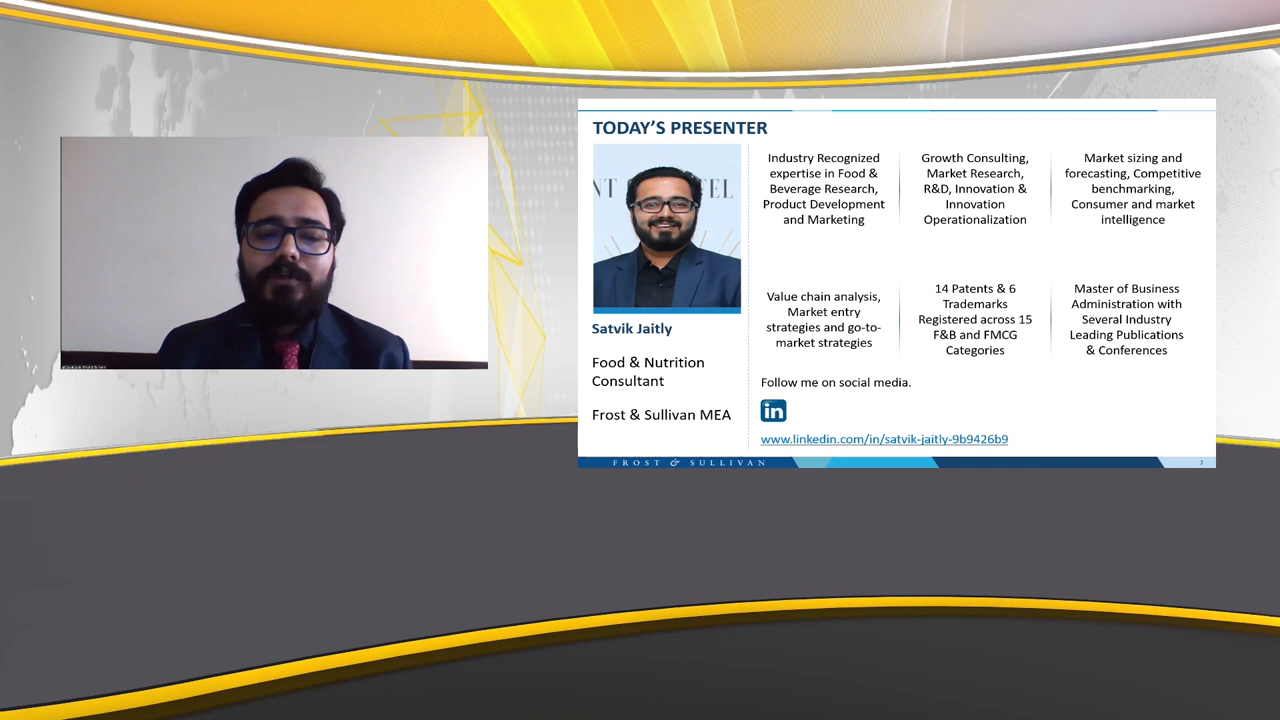 TODAY'S PRESENTER
NT
TEL
Satvik Jaitly
Food & Nutrition
Consultant
Frost & Sullivan MEA
Industry Recognized
expertise in Food &
Beverage Research,
Product Development
and Marketing
Growth Consulting,
Market Research,
R&D, Innovation &
Innovation
Operationalization
Market sizing and
forecasting, Competitive
benchmarking,
Consumer and market
intelligence
Value chain analysis,
Market entry
strategies and go-to-
market strategies
14 Patents & 6
Trademarks
Registered across 15
F&B and FMCG
Categories
Master of Business
Administration with
Several Industry
Leading Publications
& Conferences
Follow me on social media.
in
www.linkedin.com/in/satvik-jaitly-9b9426b9
FROST & SULLIVAN